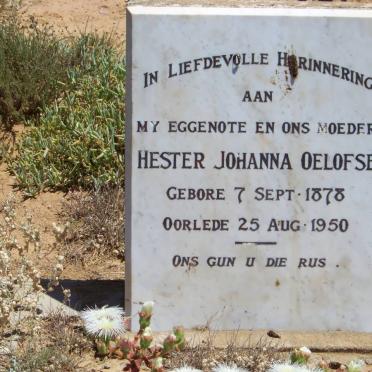 IN LIEFDEVOLLE HERINNERING
AAN
MY EGGENOTE EN ONS MOEDER
HESTER JOHANNA OELOFSE
GEBORE 7 SEPT. 1878
OORLEDE 25 AUG. 1950
ONS GUN U DIE RUS.